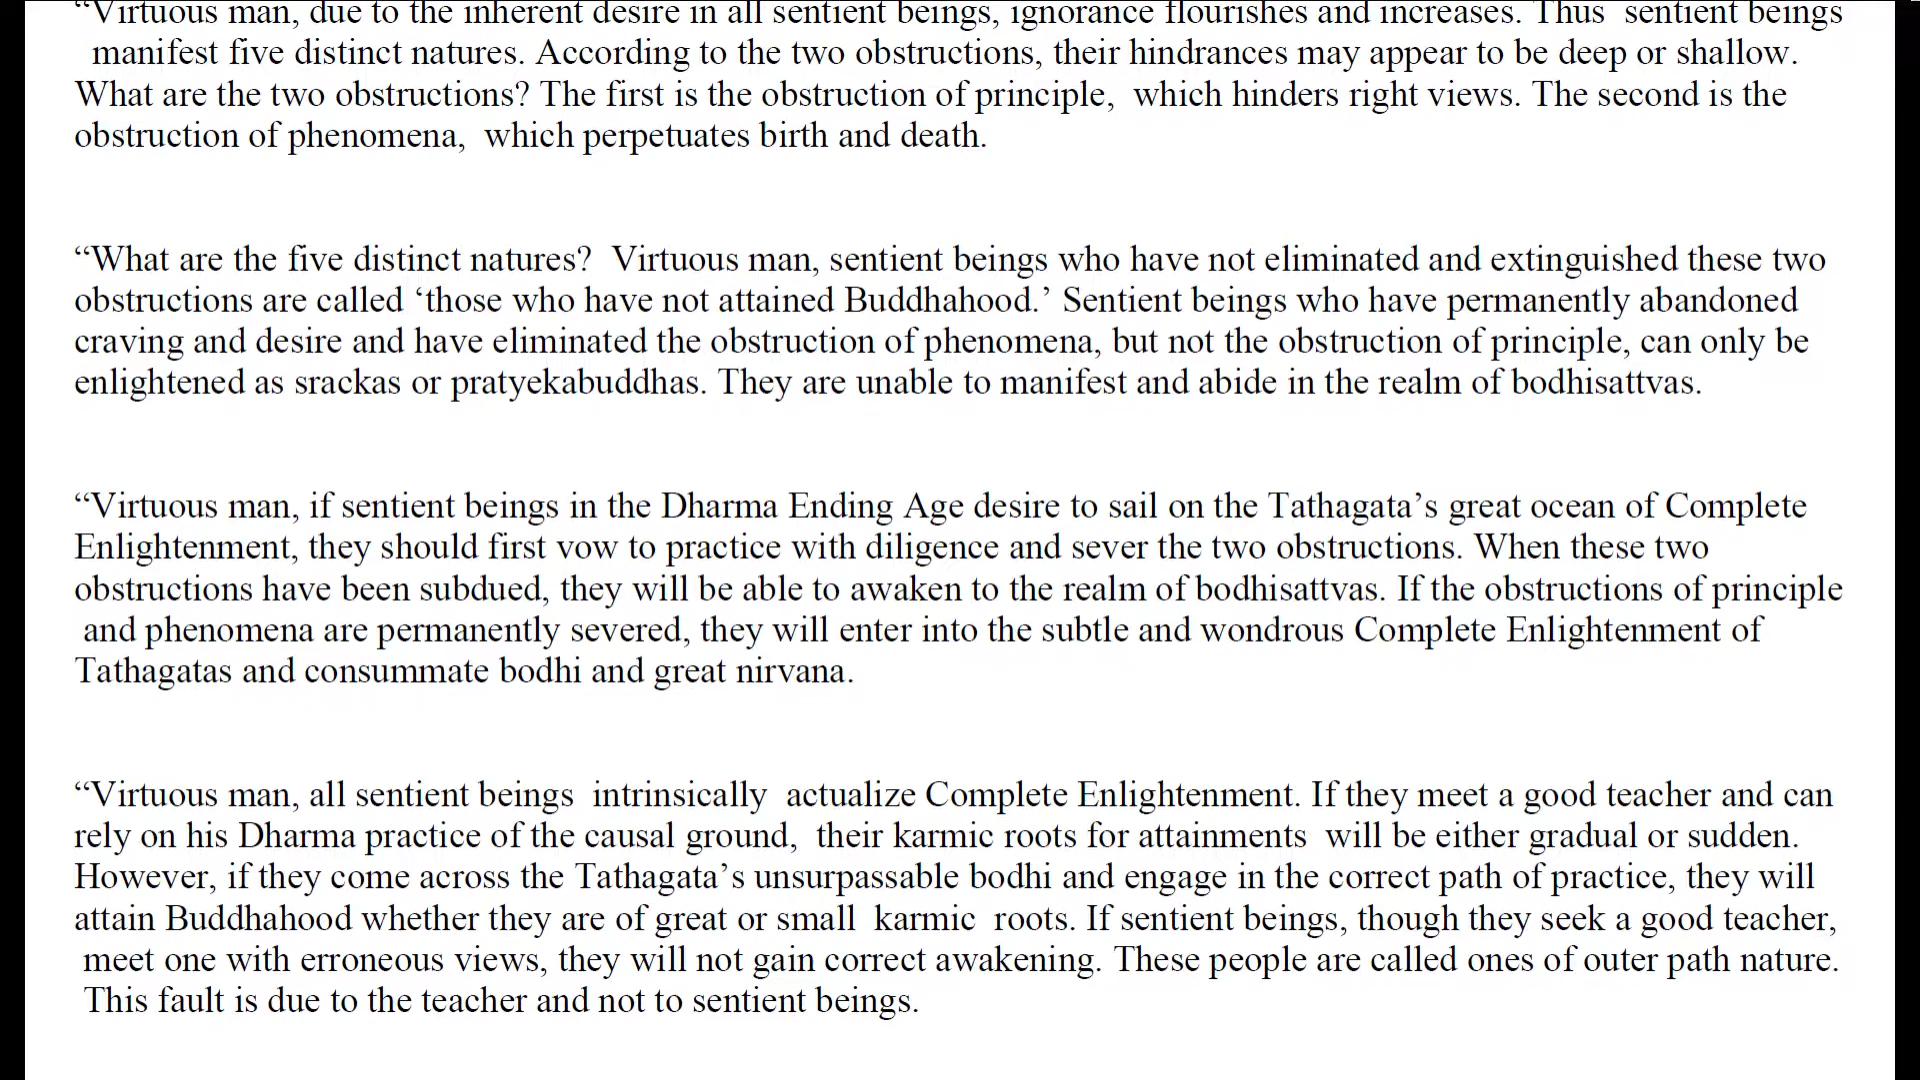 “Virtuous man, due to the inherent desire in all sentient beings, ignorance flourishes and increases. Thus  sentient beings
manifest five distinct natures. According to the two obstructions, their hindrances may appear to be deep or shallow.
What are the two obstructions? The first is the obstruction of principle,  which hinders right views. The second is the
obstruction of phenomena,  which perpetuates birth and death.
“What are the five distinct natures?  Virtuous man, sentient beings who have not eliminated and extinguished these two
obstructions are called ‘those who have not attained Buddhahood.’ Sentient beings who have permanently abandoned
craving and desire and have eliminated the obstruction of phenomena, but not the obstruction of principle, can only be
enlightened as srackas or pratyekabuddhas. They are unable to manifest and abide in the realm of bodhisattvas.
“Virtuous man, if sentient beings in the Dharma Ending Age desire to sail on the Tathagata’s great ocean of Complete
Enlightenment, they should first vow to practice with diligence and sever the two obstructions. When these two
obstructions have been subdued, they will be able to awaken to the realm of bodhisattvas. If the obstructions of principle
and phenomena are permanently severed, they will enter into the subtle and wondrous Complete Enlightenment of
Tathagatas and consummate bodhi and great nirvana.
“Virtuous man, all sentient beings  intrinsically  actualize Complete Enlightenment. If they meet a good teacher and can
rely on his Dharma practice of the causal ground,  their karmic roots for attainments  will be either gradual or sudden.
However, if they come across the Tathagata’s unsurpassable bodhi and engage in the correct path of practice, they will
attain Buddhahood whether they are of great or small  karmic  roots. If sentient beings, though they seek a good teacher,
meet one with erroneous views, they will not gain correct awakening. These people are called ones of outer path nature.
This fault is due to the teacher and not to sentient beings.